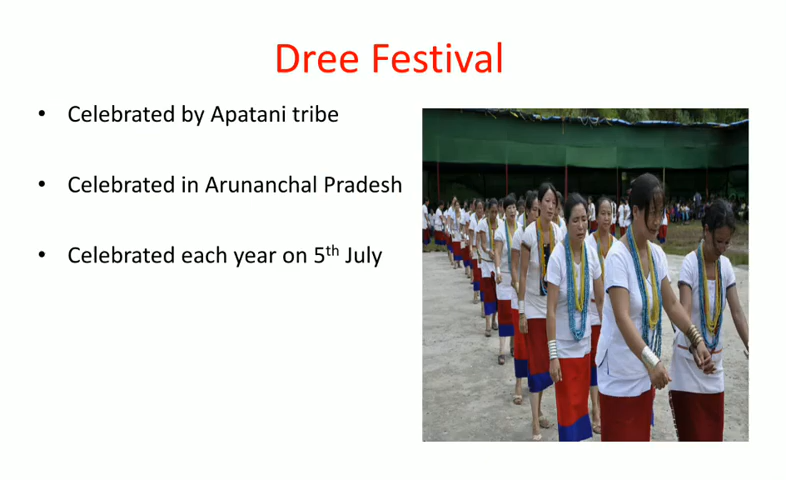 Dree Festival
• Celebrated by Apatani tribe
• Celebrated in Arunanchal Pradesh
• Celebrated each year on 5th July